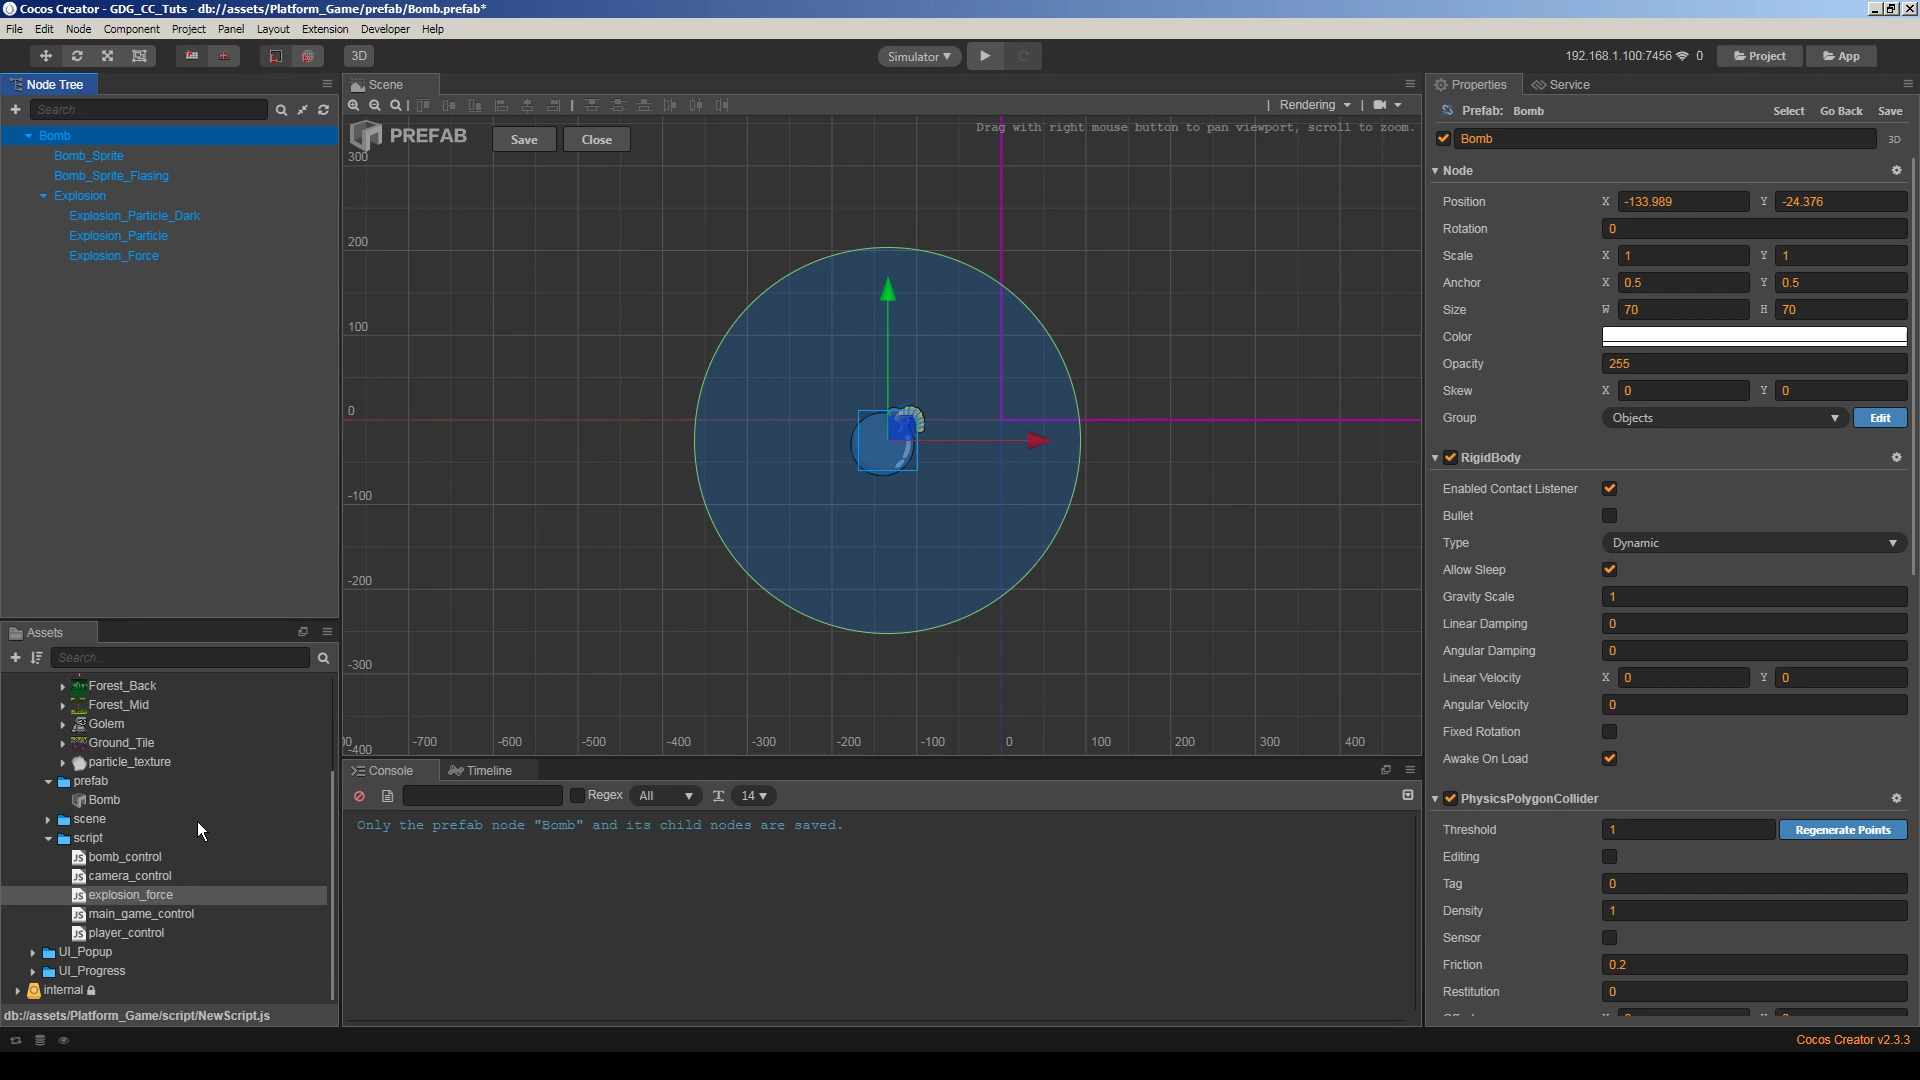 Cocos Creator - GDG_CC_Tuts - db://assets/Platform_Game/prefab/Bomb.prefab*
File Edit Node Component Project Panel Layout Extension Developer Help
3D
Simulator
192.168.1.100:7456 0
Project
App
Node Tree
Search...
Bomb
Bomb_Sprite
Bomb_Sprite_Flasing
Explosion
Explosion_Particle_Dark
Explosion_Particle
Explosion_Force
Assets
Search...
Forest_Back
Forest_Mid
Golem
Ground_Tile
particle_texture
prefab
Bomb
scene
script
JS bomb_control
JS camera_control
JS explosion_force
JS main_game_control
JS player_control
UI_Popup
UI_Progress
internal
db://assets/Platform_Game/script/NewScript.js
Scene
Rendering
PREFAB
Save
Close
Drag with right mouse button to pan viewport, scroll to zoom.
300
200
100
0
-100
-200
-300
-400
-700 -600 -500 -400 -300 -200 -100 0 100 200 300 400
Console
Timeline
Regex
All
14
Only the prefab node "Bomb" and its child nodes are saved.
Properties
Service
Prefab: Bomb
Select
Go Back
Save
Bomb
3D
Node
Position X -133.989 Y -24.376
Rotation 0
Scale X 1 Y 1
Anchor X 0.5 Y 0.5
Size W 70 H 70
Color
Opacity 255
Skew X 0 Y 0
Group Objects Edit
RigidBody
Enabled Contact Listener
Bullet
Type Dynamic
Allow Sleep
Gravity Scale 1
Linear Damping 0
Angular Damping 0
Linear Velocity X 0 Y 0
Angular Velocity 0
Fixed Rotation
Awake On Load
PhysicsPolygonCollider
Threshold 1 Regenerate Points
Editing
Tag 0
Density 1
Sensor
Friction 0.2
Restitution 0
Cocos Creator v2.3.3